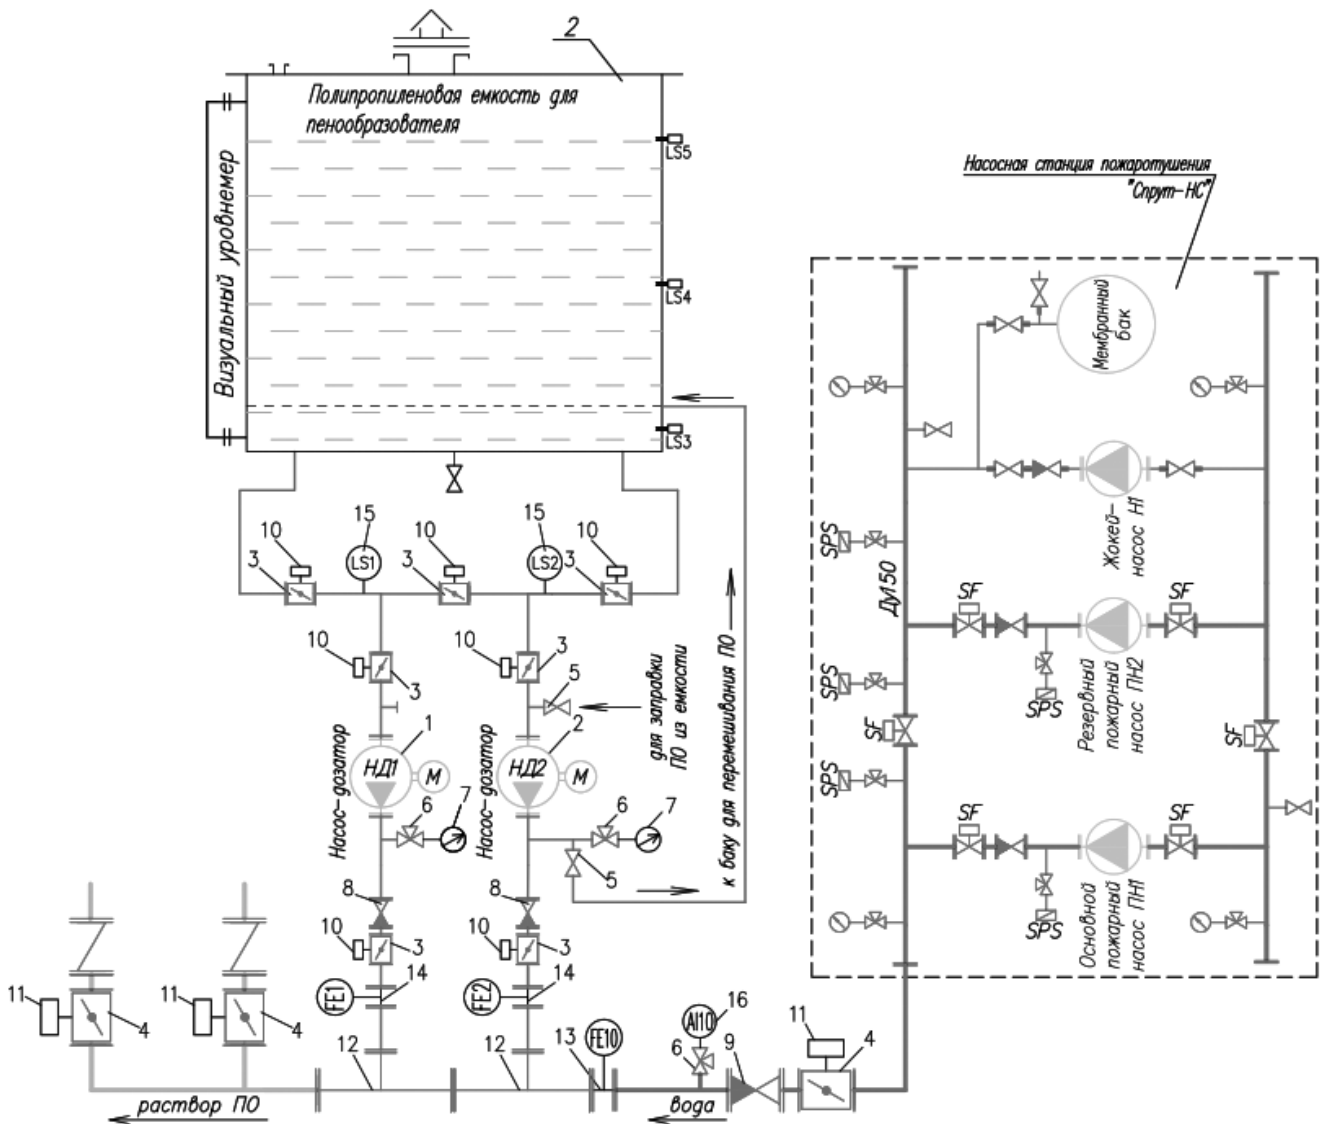 2
Полипропиленовая емкость для
пенообразователя
Визуальный уровнемер
LS5
LS4
LS3
Насосная станция пожаротушения
"Спрут-НС"
Мембранный
бак
Жокей-
насос Н1
Ду150
SPS
SF
SF
Резервный
пожарный
насос ПН2
SPS
SPS
SF
SF
SPS
SF
SF
Основной
пожарный
насос ПН1
SPS
10
15
10
15
10
3
LS1
3
LS2
3
10
3
10
3
5
для заправки
ПО из емкости
к баку для перемешивания ПО
1
2
Насос-дозатор
НД1
М
Насос-дозатор
НД2
М
6
7
6
7
5
8
8
10
3
10
3
FE1
14
FE2
14
11
4
11
4
12
12
13
FE10
AI10
16
6
9
11
4
раствор ПО
вода